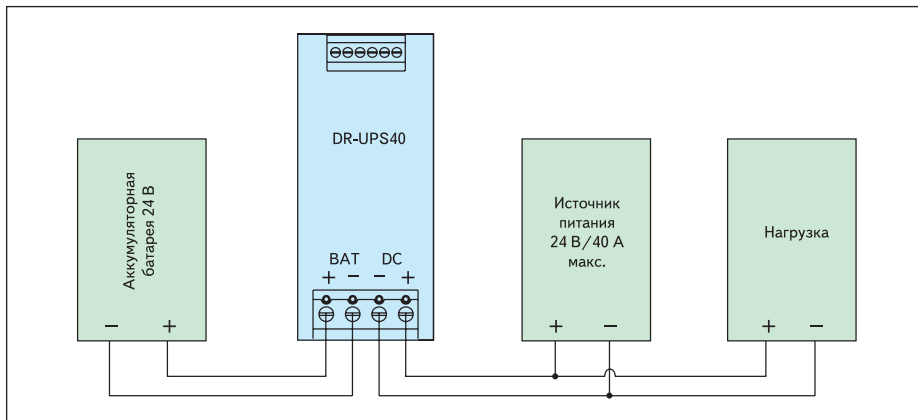 DR-UPS40
BAT DC
+ − − +
Аккумуляторная
батарея 24 В
− +
Источник
питания
24 В/40 А
макс.
+ −
Нагрузка
+ −